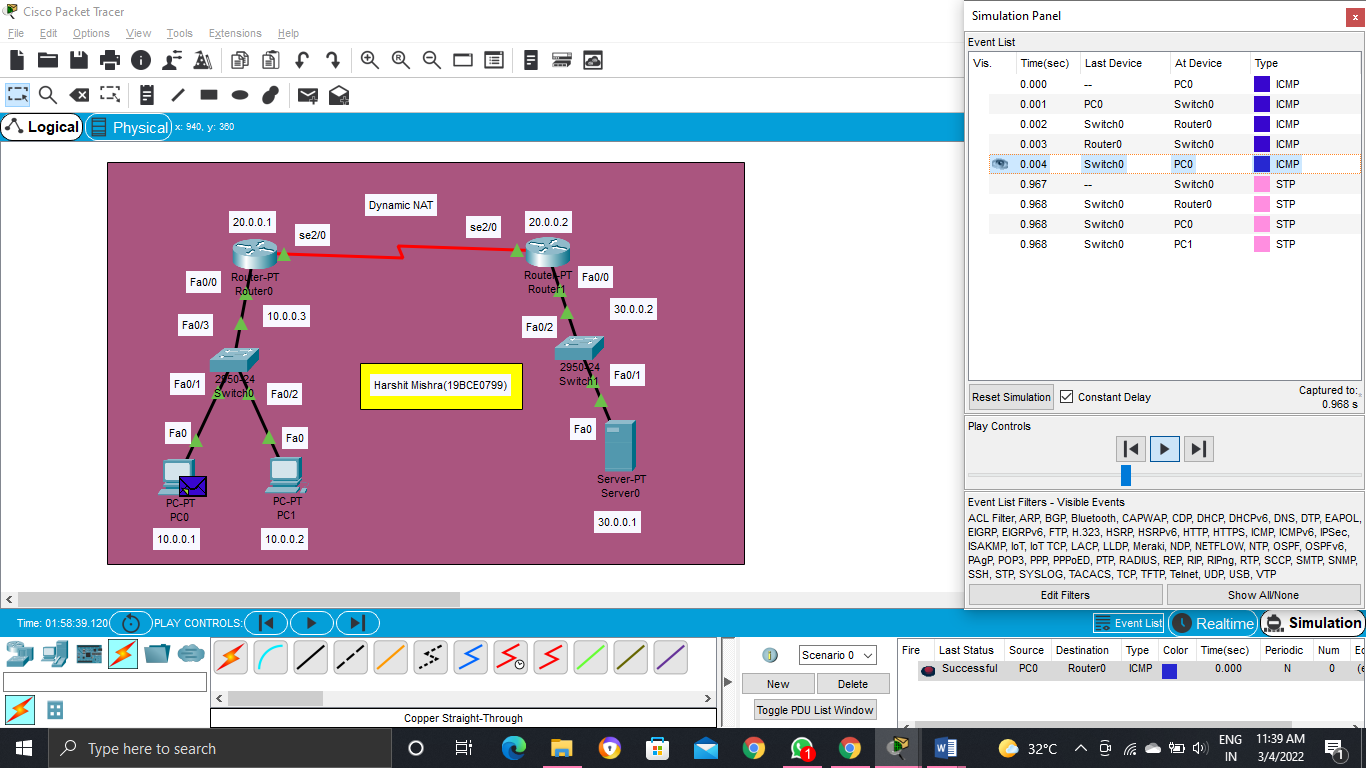 Cisco Packet Tracer
File Edit Options View Tools Extensions Help
Logical
Physical x: 940, y: 360
Dynamic NAT
20.0.0.1
20.0.0.2
se2/0
se2/0
Router-PT
Router0
Router-PT
Router1
Fa0/0
Fa0/0
10.0.0.3
30.0.0.2
Fa0/3
Fa0/2
2950-24
Switch0
2950-24
Switch1
Fa0/1
Fa0/2
Fa0/1
Harshit Mishra(19BCE0799)
Fa0
Fa0
Fa0
PC-PT
PC0
PC-PT
PC1
Server-PT
Server0
10.0.0.1
10.0.0.2
30.0.0.1
Simulation Panel
x
Event List
Vis. Time(sec) Last Device At Device Type
0.000 -- PC0 ICMP
0.001 PC0 Switch0 ICMP
0.002 Switch0 Router0 ICMP
0.003 Router0 Switch0 ICMP
0.004 Switch0 PC0 ICMP
0.967 -- Switch0 STP
0.968 Switch0 Router0 STP
0.968 Switch0 PC0 STP
0.968 Switch0 PC1 STP
Reset Simulation Constant Delay
Captured to:
0.968 s
Play Controls
Event List Filters - Visible Events
ACL Filter, ARP, BGP, Bluetooth, CAPWAP, CDP, DHCP, DHCPv6, DNS, DTP, EAPOL,
EIGRP, EIGRPv6, FTP, H.323, HSRP, HSRPv6, HTTP, HTTPS, ICMP, ICMPv6, IPSec,
ISAKMP, IoT, IoT TCP, LACP, LLDP, Meraki, NDP, NETFLOW, NTP, OSPF, OSPFv6,
PAgP, POP3, PPP, PPPoED, PTP, RADIUS, REP, RIP, RIPng, RTP, SCCP, SMTP, SNMP,
SSH, STP, SYSLOG, TACACS, TCP, TFTP, Telnet, UDP, USB, VTP
Edit Filters Show All/None
Time: 01:58:39.120 PLAY CONTROLS:
Event List Realtime Simulation
Copper Straight-Through
Scenario 0
New Delete
Toggle PDU List Window
Fire Last Status Source Destination Type Color Time(sec) Periodic Num Ec
Successful PC0 Router0 ICMP 0.000 N 0 (e
Type here to search
1
32°C
ENG
IN
11:39 AM
3/4/2022
1